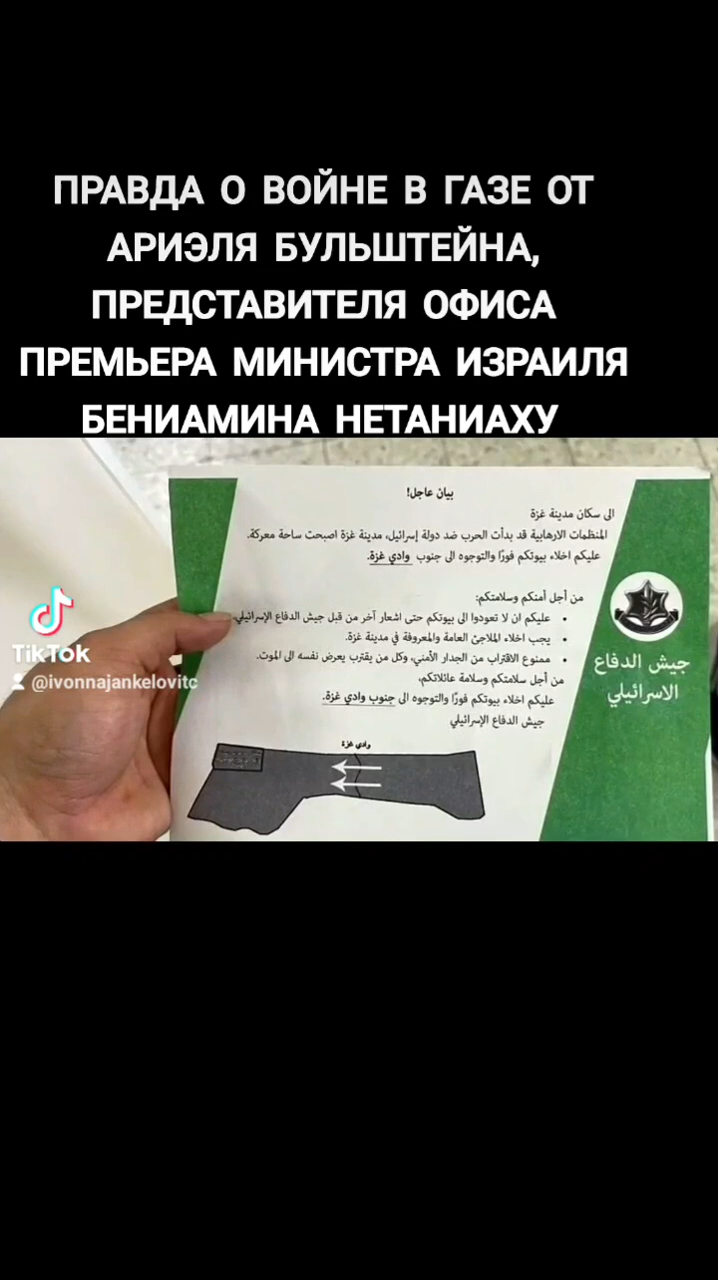 ПРАВДА О ВОЙНЕ В ГАЗЕ ОТ
АРИЭЛЯ БУЛЬШТЕЙНА,
ПРЕДСТАВИТЕЛЯ ОФИСА
ПРЕМЬЕРА МИНИСТРА ИЗРАИЛЯ
БЕНИАМИНА НЕТАНИАХУ
بيان عاجل!
الى سكان مدينة غزة
المنظمات الارهابية قد بدأت الحرب ضد دولة إسرائيل، مدينة غزة اصبحت ساحة معركة.
عليكم اخلاء بيوتكم فورًا والتوجوه الى جنوب وادي غزة.
من أجل أمنكم وسلامتكم:
• عليكم ان لا تعودوا الى بيوتكم حتى اشعار آخر من قبل جيش الدفاع الإسرائيلي.
• يجب اخلاء الملاجئ العامة والمعروفة في مدينة غزة.
• ممنوع الاقتراب من الجدار الأمني، وكل من يقترب يعرض نفسه الى الموت.
من أجل سلامتكم وسلامة عائلاتكم،
عليكم اخلاء بيوتكم فورًا والتوجوه الى جنوب وادي غزة.
جيش الدفاع الإسرائيلي
وادي غزة
جيش الدفاع
الاسرائيلي
TikTok
@ivonnajankelovitc